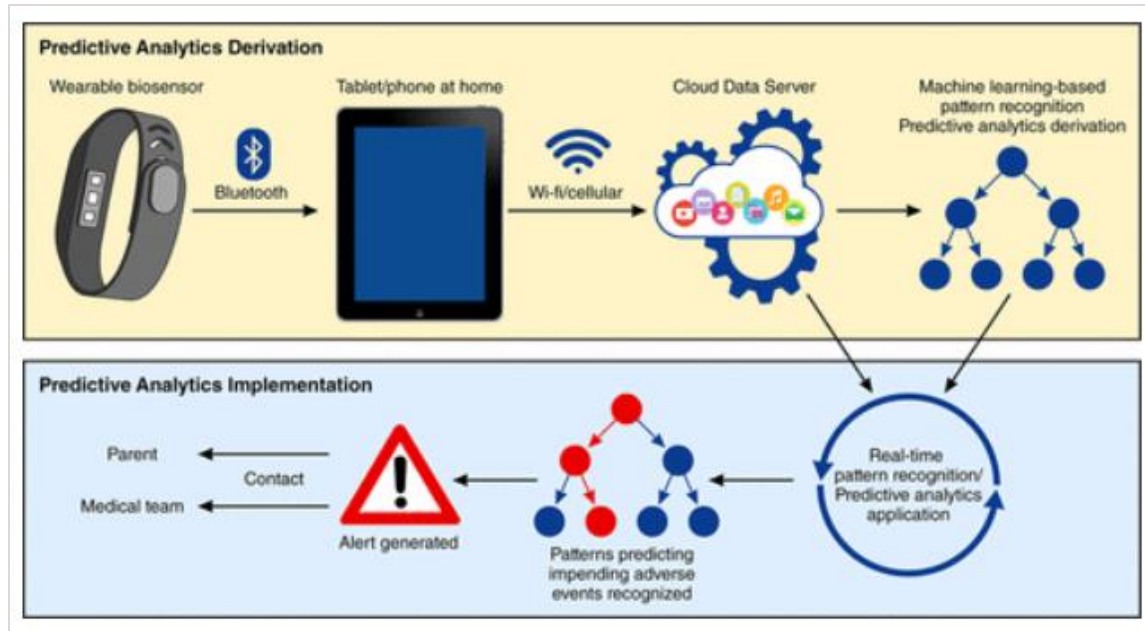 Predictive Analytics Derivation
Wearable biosensor
Tablet/phone at home
Cloud Data Server
Machine learning-based
pattern recognition
Predictive analytics derivation
Bluetooth
Wi-fi/cellular
Predictive Analytics Implementation
Parent
Contact
Medical team
Alert generated
Patterns predicting
impending adverse
events recognized
Real-time
pattern recognition/
Predictive analytics
application